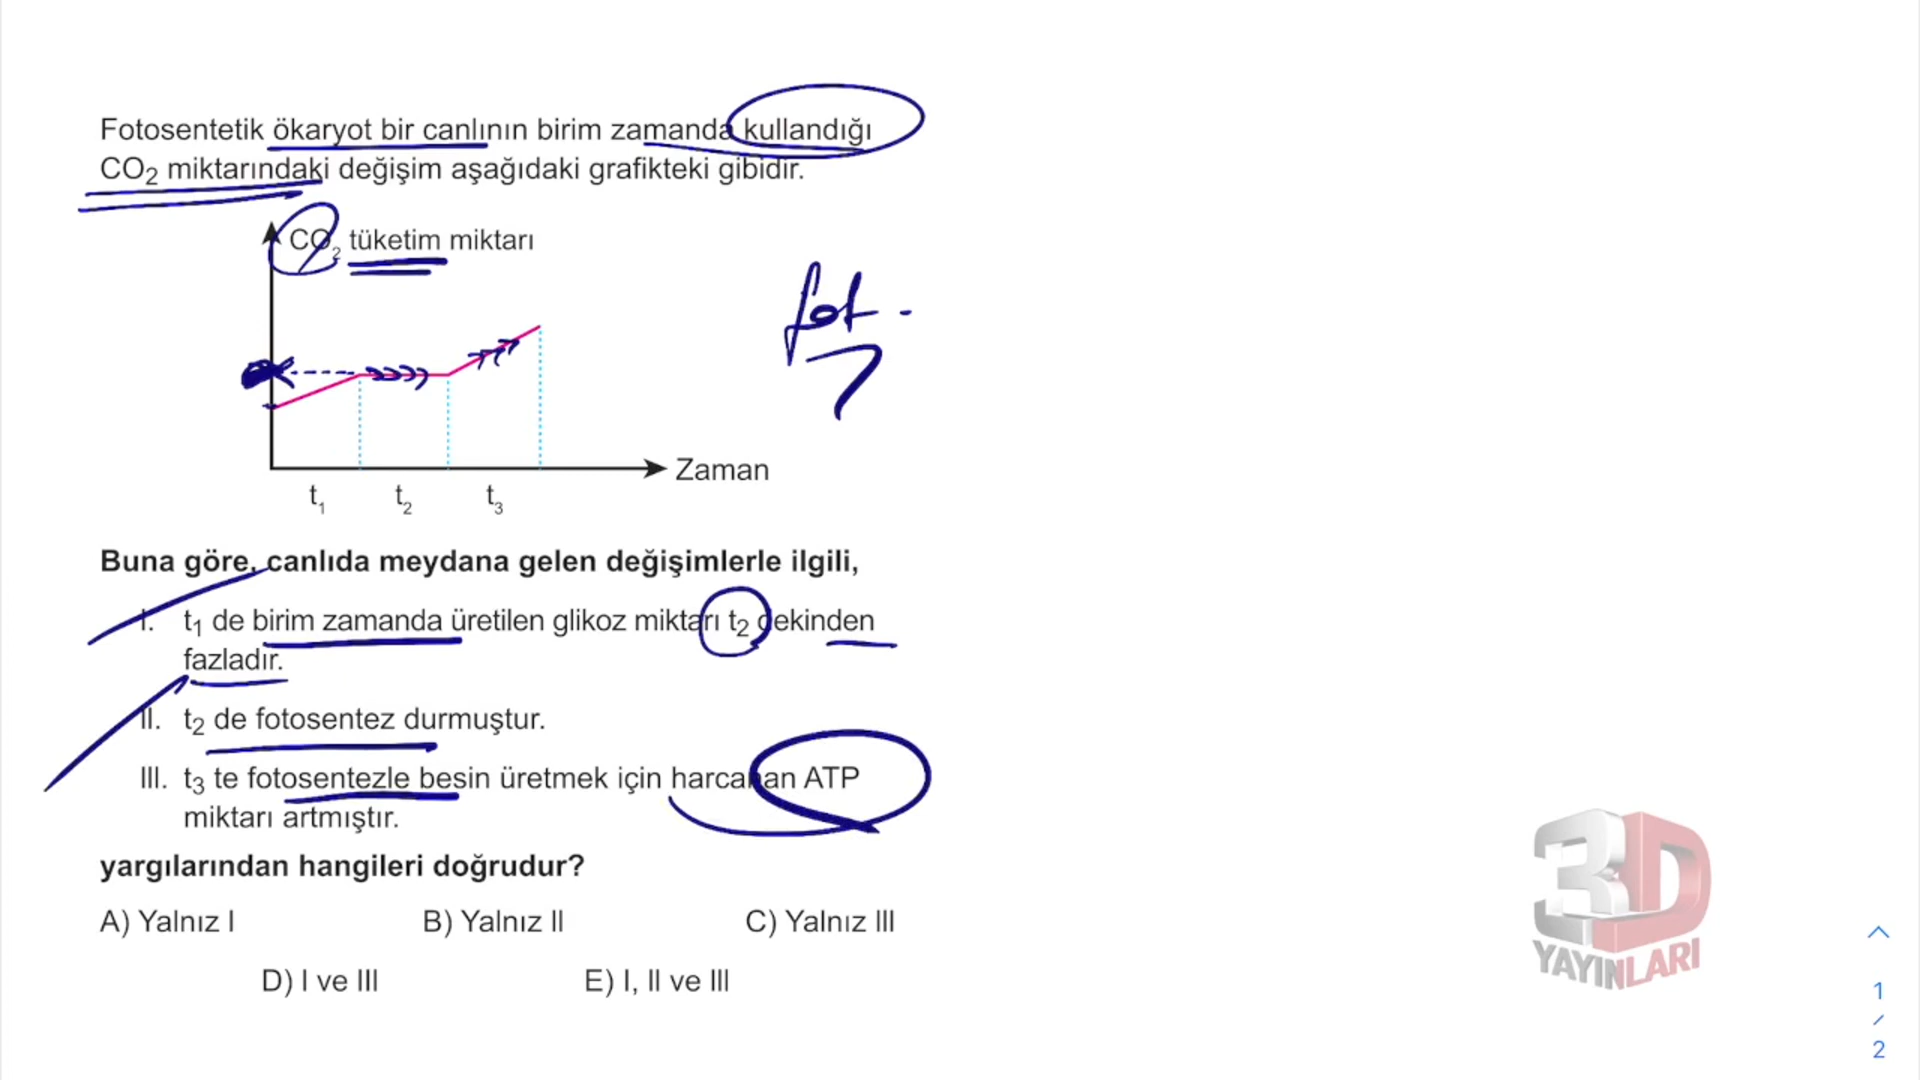 Fotosentetik ökaryot bir canlının birim zamanda kullandığı
CO₂ miktarındaki değişim aşağıdaki grafikteki gibidir.
CO₂ tüketim miktarı
fot.
Zaman
t₁ t₂ t₃
Buna göre, canlıda meydana gelen değişimlerle ilgili,
I. t₁ de birim zamanda üretilen glikoz miktarı t₂ dekinden
fazladır.
II. t₂ de fotosentez durmuştur.
III. t₃ te fotosentezle besin üretmek için harcanan ATP
miktarı artmıştır.
yargılarından hangileri doğrudur?
A) Yalnız I B) Yalnız II C) Yalnız III
D) I ve III E) I, II ve III
3D
YAYINLARI
1
/
2